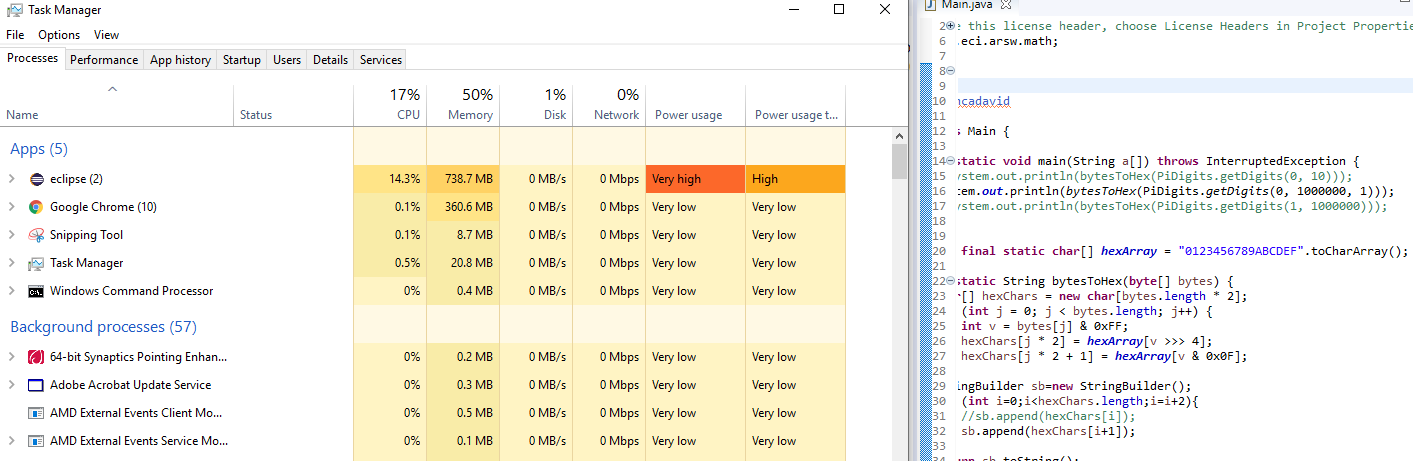 Task Manager
File Options View
Processes Performance App history Startup Users Details Services
17% 50% 1% 0%
Name Status CPU Memory Disk Network Power usage Power usage t...
Apps (5)
eclipse (2) 14.3% 738.7 MB 0 MB/s 0 Mbps Very high High
Google Chrome (10) 0.1% 360.6 MB 0 MB/s 0 Mbps Very low Very low
Snipping Tool 0.1% 8.7 MB 0 MB/s 0 Mbps Very low Very low
Task Manager 0.5% 20.8 MB 0 MB/s 0 Mbps Very low Very low
Windows Command Processor 0% 0.4 MB 0 MB/s 0 Mbps Very low Very low
Background processes (57)
64-bit Synaptics Pointing Enhan... 0% 0.2 MB 0 MB/s 0 Mbps Very low Very low
Adobe Acrobat Update Service 0% 0.3 MB 0 MB/s 0 Mbps Very low Very low
AMD External Events Client Mo... 0% 0.5 MB 0 MB/s 0 Mbps Very low Very low
AMD External Events Service Mo... 0% 0.1 MB 0 MB/s 0 Mbps Very low Very low
Main.java
2 e this license header, choose License Headers in Project Propertie
6 .eci.arsw.math;
7
8
9
10 ncadavid
11
12 s Main {
13
14 static void main(String a[]) throws InterruptedException {
15 ystem.out.println(bytesToHex(PiDigits.getDigits(0, 10)));
16 tem.out.println(bytesToHex(PiDigits.getDigits(0, 1000000, 1)));
17 ystem.out.println(bytesToHex(PiDigits.getDigits(1, 1000000)));
18
19
20 final static char[] hexArray = "0123456789ABCDEF".toCharArray();
21
22 static String bytesToHex(byte[] bytes) {
23 r[] hexChars = new char[bytes.length * 2];
24 (int j = 0; j < bytes.length; j++) {
25 int v = bytes[j] & 0xFF;
26 hexChars[j * 2] = hexArray[v >>> 4];
27 hexChars[j * 2 + 1] = hexArray[v & 0x0F];
28
29 ingBuilder sb=new StringBuilder();
30 (int i=0;i<hexChars.length;i=i+2){
31 //sb.append(hexChars[i]);
32 sb.append(hexChars[i+1]);
33
34 sb.toString();